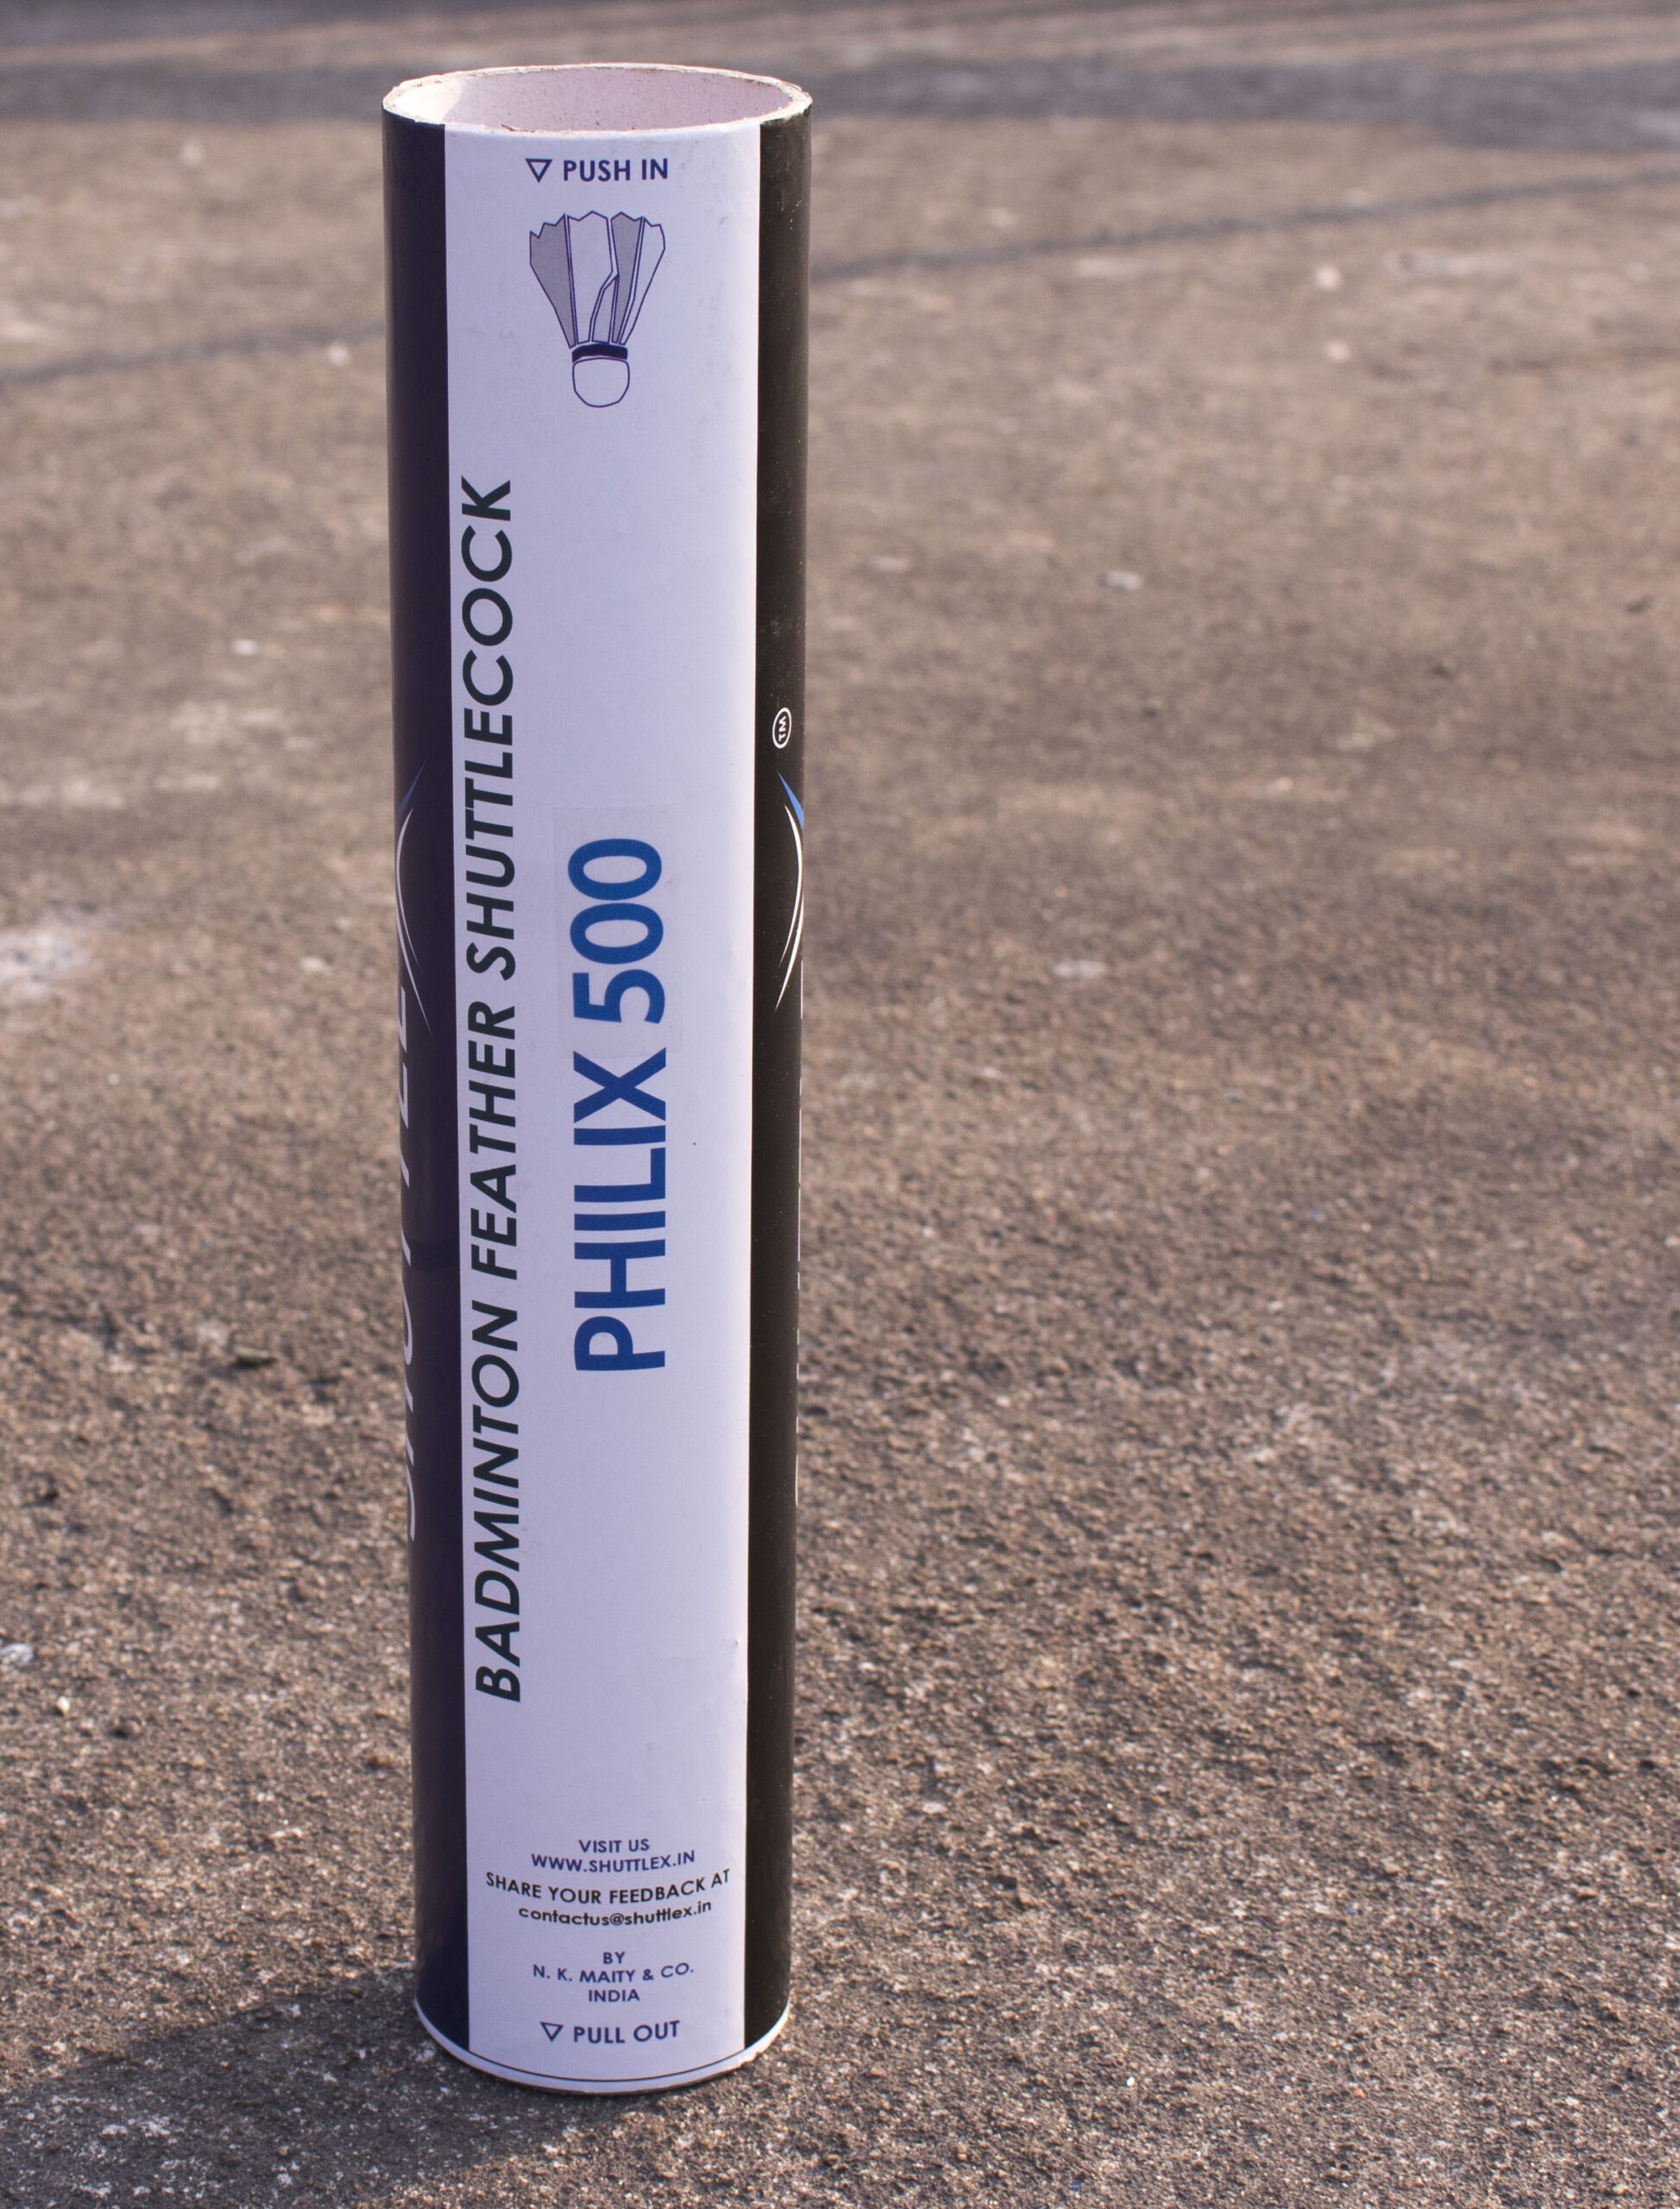 PUSH IN
BADMINTON FEATHER SHUTTLECOCK
PHILIX 500
TM
VISIT US
WWW.SHUTTLEX.IN
SHARE YOUR FEEDBACK AT
contactus@shuttlex.in
BY
N. K. MAITY & CO.
INDIA
PULL OUT